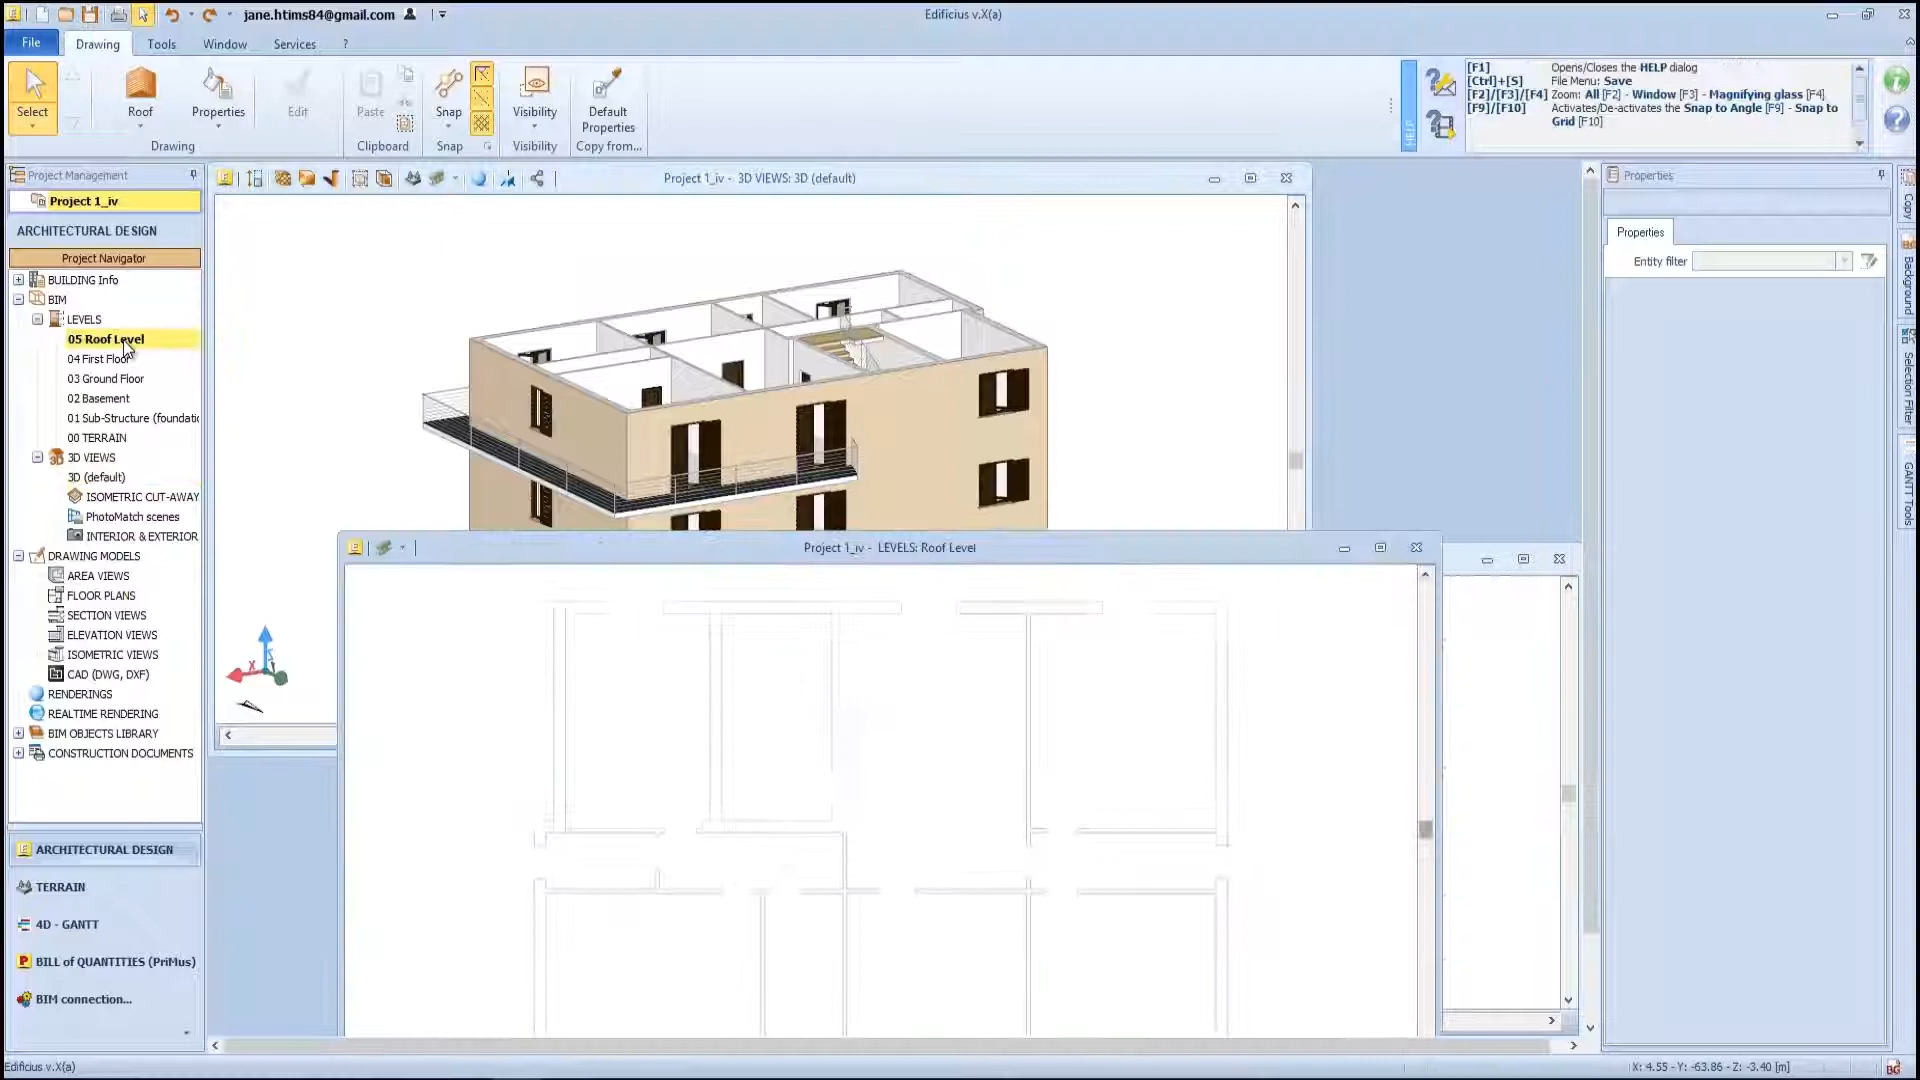 jane.htims84@gmail.com
Edificius v.X(a)
File
Drawing
Tools
Window
Services
?
Select
Roof
Properties
Edit
Paste
Snap
Visibility
Default
Properties
Drawing
Clipboard
Snap
Visibility
Copy from...
HELP
[F1] Opens/Closes the HELP dialog
[Ctrl]+[S] File Menu: Save
[F2]/[F3]/[F4] Zoom: All [F2] - Window [F3] - Magnifying glass [F4]
[F9]/[F10] Activates/De-activates the Snap to Angle [F9] - Snap to
Grid [F10]
Project Management
Project 1_iv
ARCHITECTURAL DESIGN
Project Navigator
BUILDING Info
BIM
LEVELS
05 Roof Level
04 First Floor
03 Ground Floor
02 Basement
01 Sub-Structure (foundatio
00 TERRAIN
3D VIEWS
3D (default)
ISOMETRIC CUT-AWAY
PhotoMatch scenes
INTERIOR & EXTERIOR
DRAWING MODELS
AREA VIEWS
FLOOR PLANS
SECTION VIEWS
ELEVATION VIEWS
ISOMETRIC VIEWS
CAD (DWG, DXF)
RENDERINGS
REALTIME RENDERING
BIM OBJECTS LIBRARY
CONSTRUCTION DOCUMENTS
ARCHITECTURAL DESIGN
TERRAIN
4D - GANTT
BILL of QUANTITIES (PriMus)
BIM connection...
Project 1_iv - 3D VIEWS: 3D (default)
X
Project 1_iv - LEVELS: Roof Level
Properties
Properties
Entity filter
Copy
Background
Selection Filter
GANTT Tools
Edificius v.X(a)
X: 4.55 - Y: -63.86 - Z: -3.40 [m]